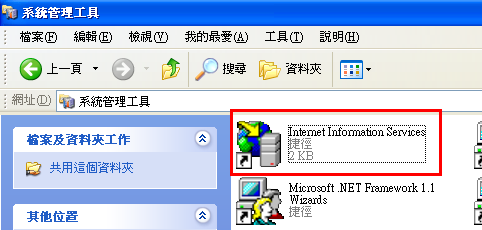 系統管理工具
檔案(F) 編輯(E) 檢視(V) 我的最愛(A) 工具(T) 說明(H)
上一頁 搜尋 資料夾
網址(D) 系統管理工具
檔案及資料夾工作
共用這個資料夾
其他位置
Internet Information Services
捷徑
2 KB
Microsoft .NET Framework 1.1
Wizards
捷徑